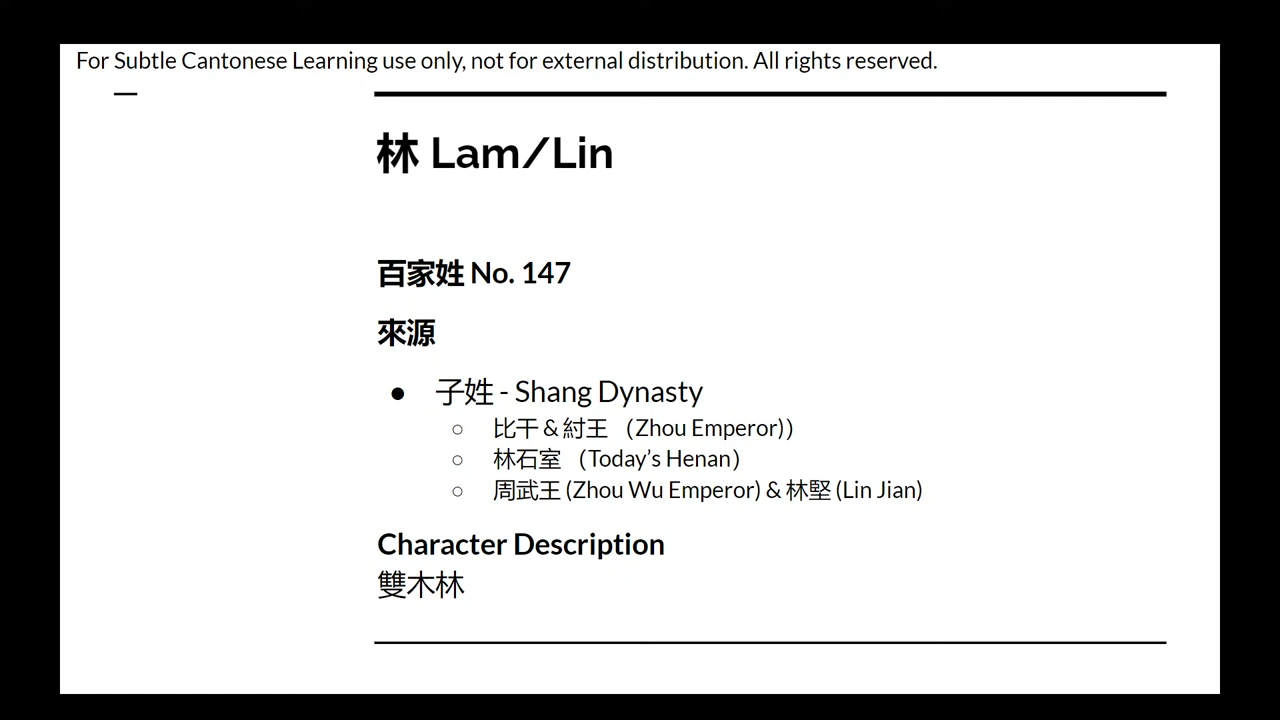 For Subtle Cantonese Learning use only, not for external distribution. All rights reserved.
林 Lam/Lin
百家姓 No. 147
來源
● 子姓 - Shang Dynasty
○ 比干 & 紂王 （Zhou Emperor)）
○ 林石室 （Today’s Henan）
○ 周武王 (Zhou Wu Emperor) & 林堅 (Lin Jian)
Character Description
雙木林